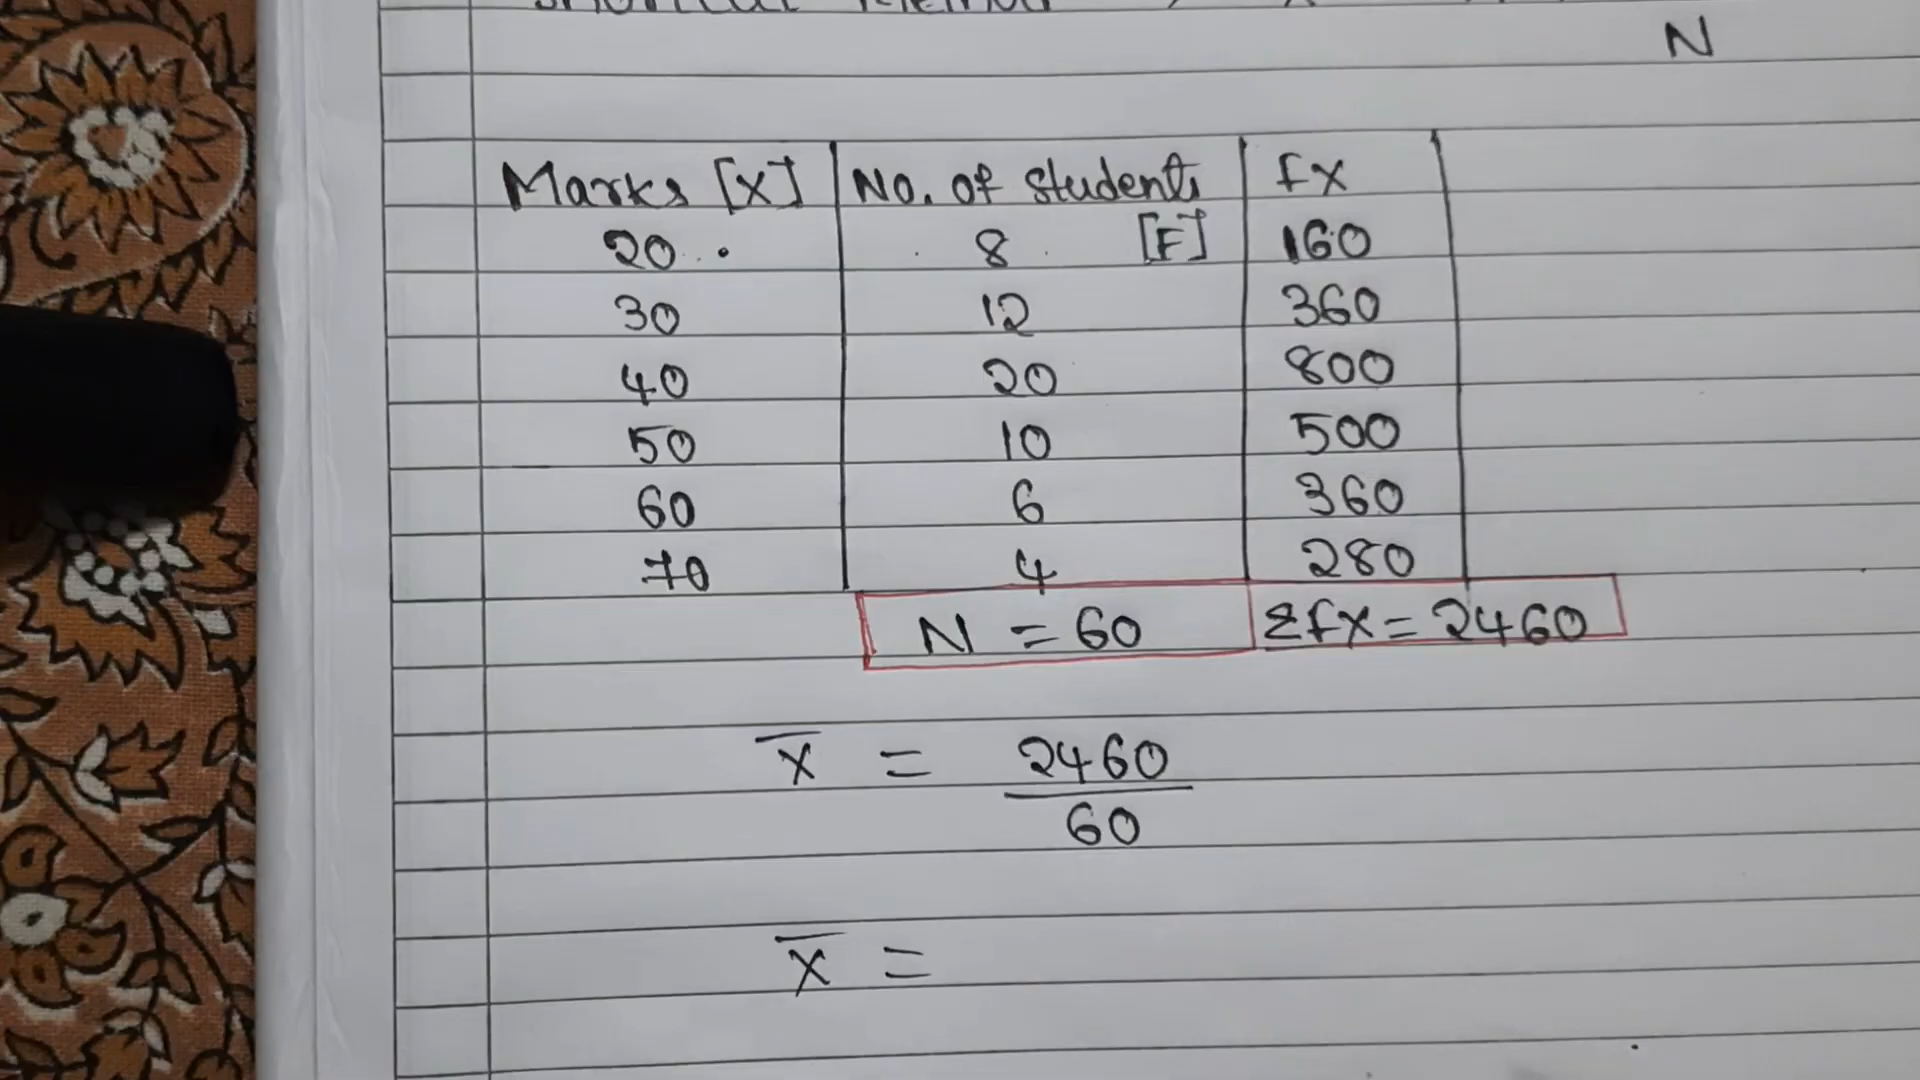 N
Marks [X] No. of students fx
20 8 [F] 160
30 12 360
40 20 800
50 10 500
60 6 360
70 4 280
N = 60 Σfx = 2460
X̅ = 2460
60
X̅ =